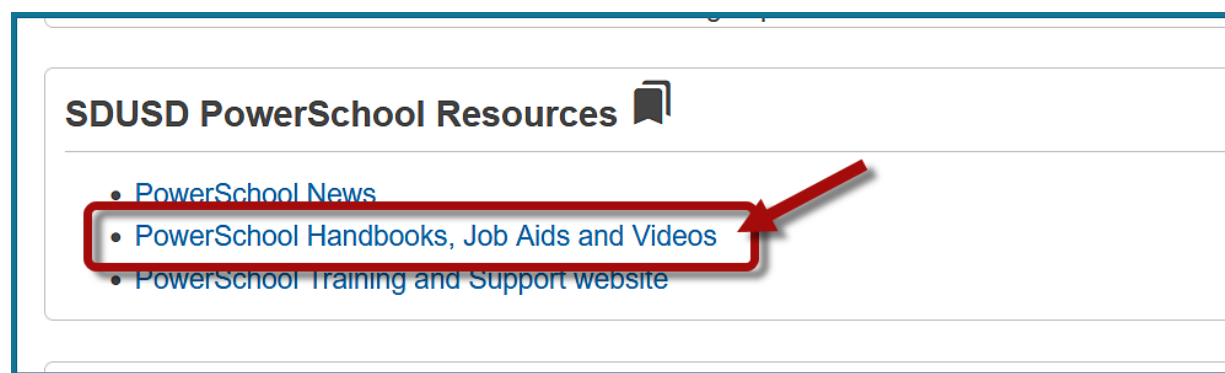 SDUSD PowerSchool Resources
PowerSchool News
PowerSchool Handbooks, Job Aids and Videos
PowerSchool Training and Support website